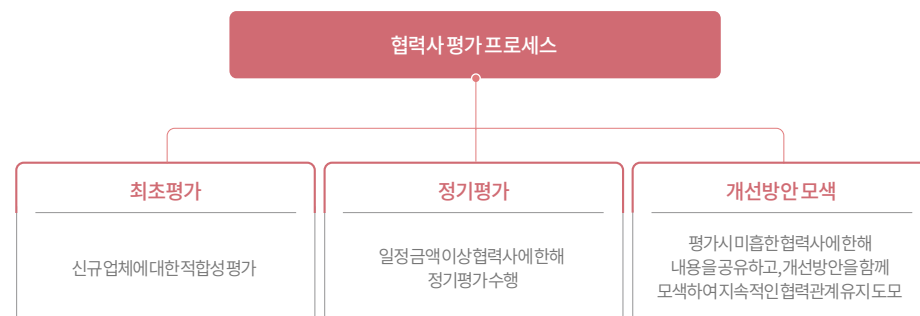 협력사 평가 프로세스
최초평가
신규 업체에 대한 적합성 평가
정기평가
일정 금액 이상 협력사에 한해
정기평가 수행
개선방안 모색
평가 시 미흡한 협력사에 한해
내용을 공유하고, 개선방안을 함께
모색하여 지속적인 협력관계 유지 도모